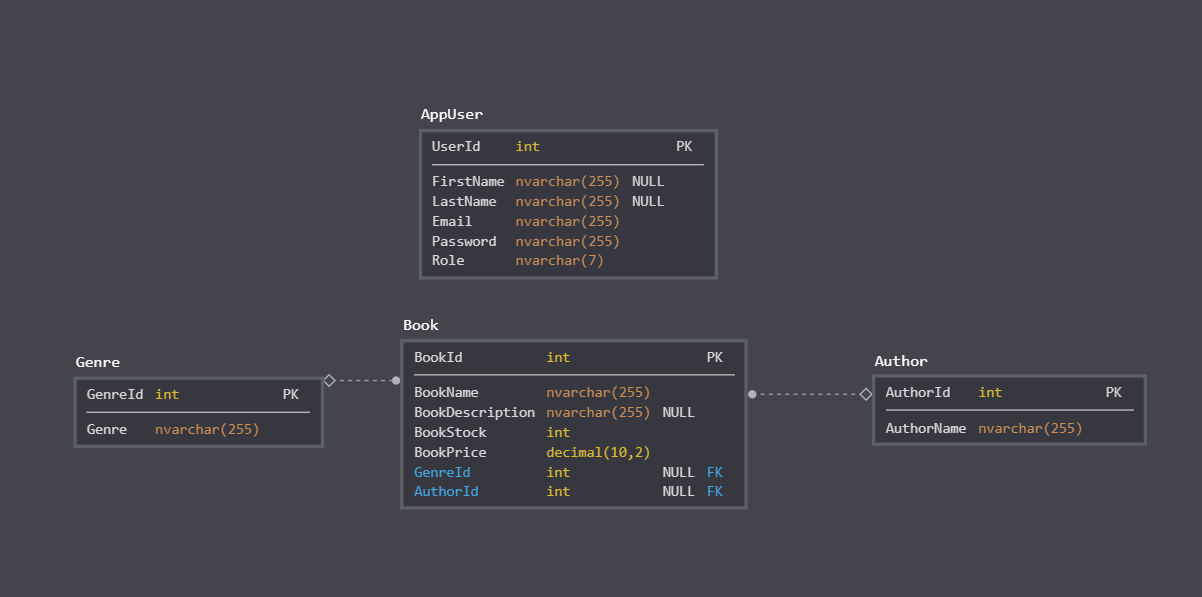 AppUser
UserId int PK
FirstName nvarchar(255) NULL
LastName nvarchar(255) NULL
Email nvarchar(255)
Password nvarchar(255)
Role nvarchar(7)
Genre
GenreId int PK
Genre nvarchar(255)
Book
BookId int PK
BookName nvarchar(255)
BookDescription nvarchar(255) NULL
BookStock int
BookPrice decimal(10,2)
GenreId int NULL FK
AuthorId int NULL FK
Author
AuthorId int PK
AuthorName nvarchar(255)